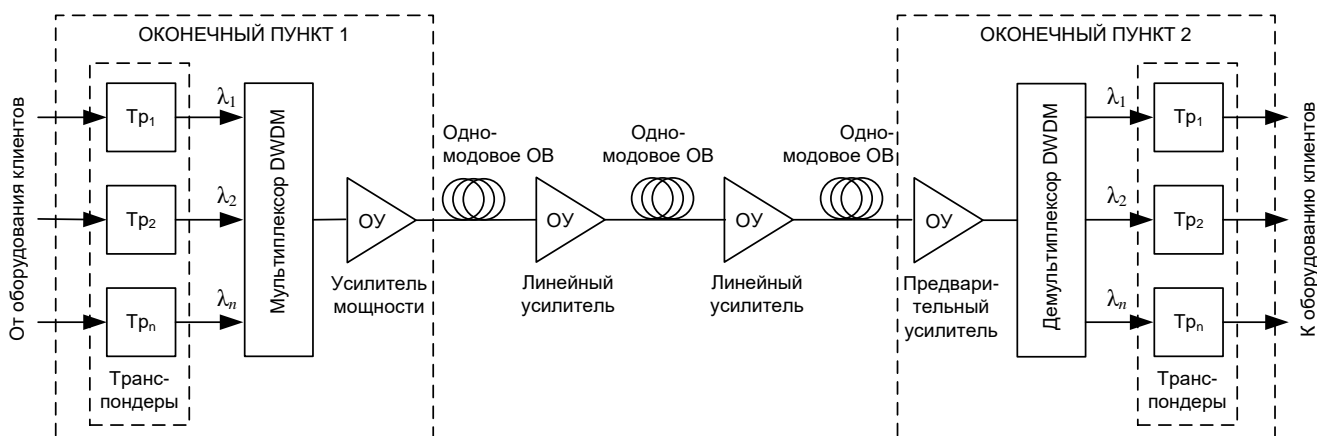 ОКОНЕЧНЫЙ ПУНКТ 1
ОКОНЕЧНЫЙ ПУНКТ 2
От оборудования клиентов
Тр1
Тр2
Трn
Транс-
пондеры
λ1
λ2
λn
Мультиплексор DWDM
ОУ
Усилитель
мощности
Одно-
модовое ОВ
ОУ
Линейный
усилитель
Одно-
модовое ОВ
ОУ
Линейный
усилитель
Одно-
модовое ОВ
ОУ
Предвари-
тельный
усилитель
Демультиплексор DWDM
λ1
λ2
λn
Тр1
Тр2
Трn
Транс-
пондеры
К оборудованию клиентов